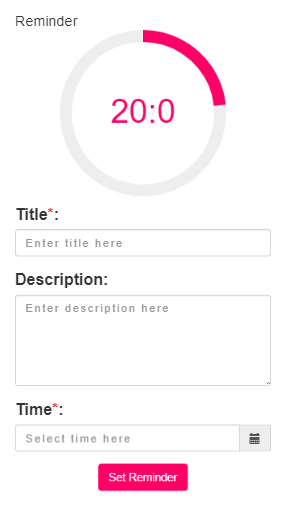 Reminder
20:0
Title*:
Enter title here
Description:
Enter description here
Time*:
Select time here
Set Reminder